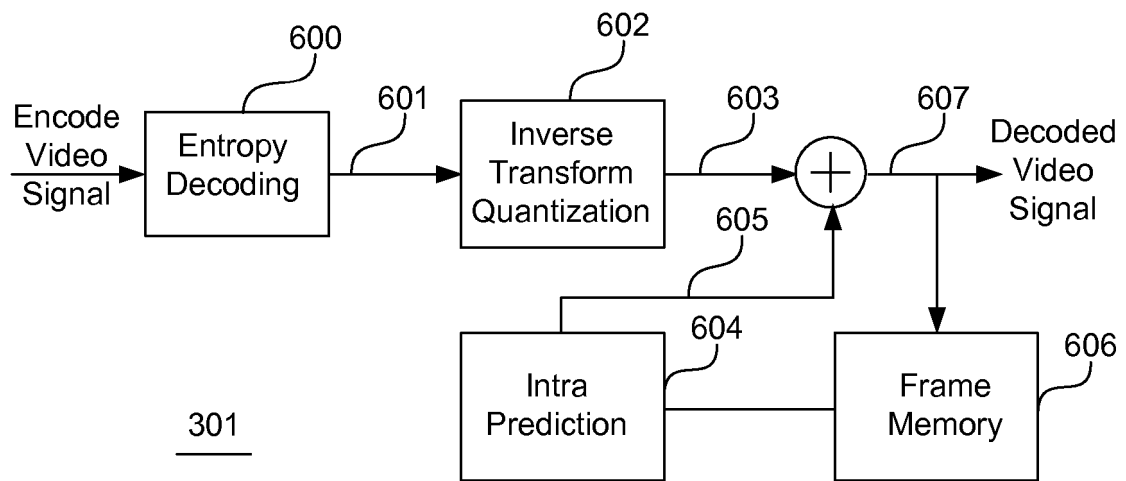 600
602
601
603
607
Encode
Video
Signal
Entropy
Decoding
Inverse
Transform
Quantization
+
Decoded
Video
Signal
605
604
606
Intra
Prediction
Frame
Memory
301